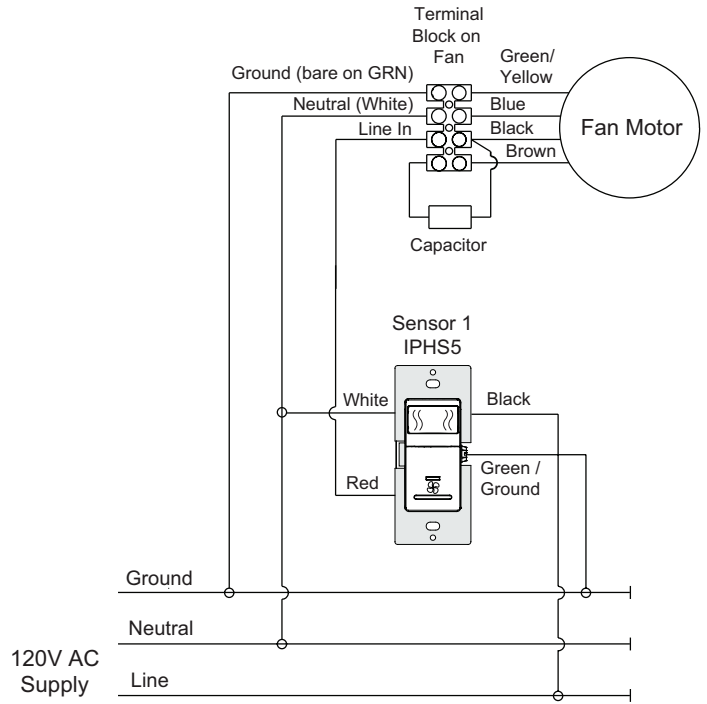 Terminal
Block on
Fan
Green/
Yellow
Ground (bare on GRN)
Neutral (White)
Blue
Line In
Black
Brown
Fan Motor
Capacitor
Sensor 1
IPHS5
White
Black
Green /
Ground
Red
Ground
Neutral
120V AC
Supply
Line